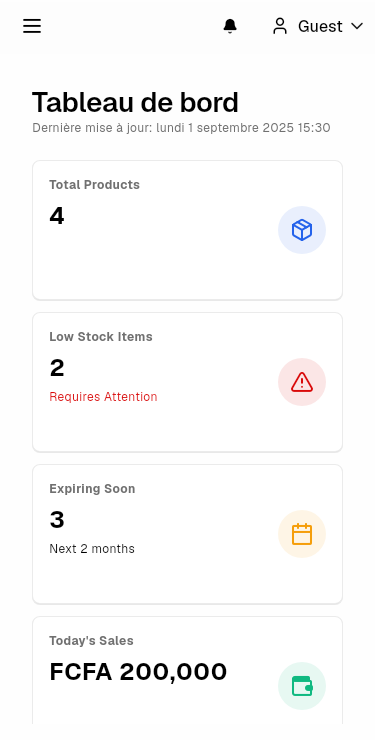 Guest
Tableau de bord
Dernière mise à jour: lundi 1 septembre 2025 15:30
Total Products
4
Low Stock Items
2
Requires Attention
Expiring Soon
3
Next 2 months
Today's Sales
FCFA 200,000